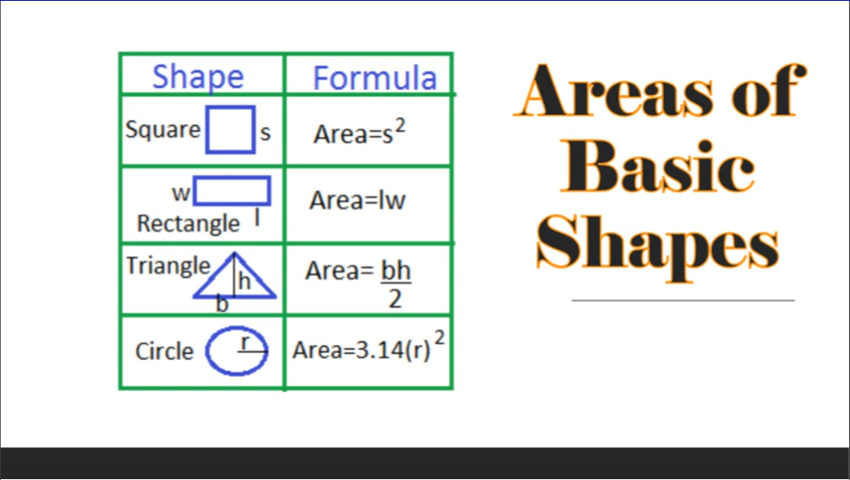 Shape Formula
Square s Area=s²
w
Rectangle l Area=lw
Triangle h
b Area= bh
2
Circle r Area=3.14(r)²
Areas of
Basic
Shapes